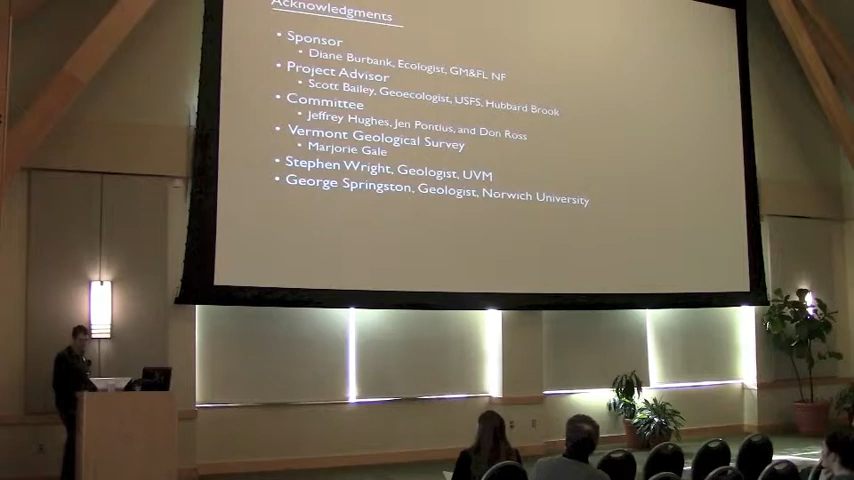 Acknowledgments
• Sponsor
• Diane Burbank, Ecologist, GM&FL NF
• Project Advisor
• Scott Bailey, Geoecologist, USFS, Hubbard Brook
• Committee
• Jeffrey Hughes, Jen Pontius, and Don Ross
• Vermont Geological Survey
• Marjorie Gale
• Stephen Wright, Geologist, UVM
• George Springston, Geologist, Norwich University